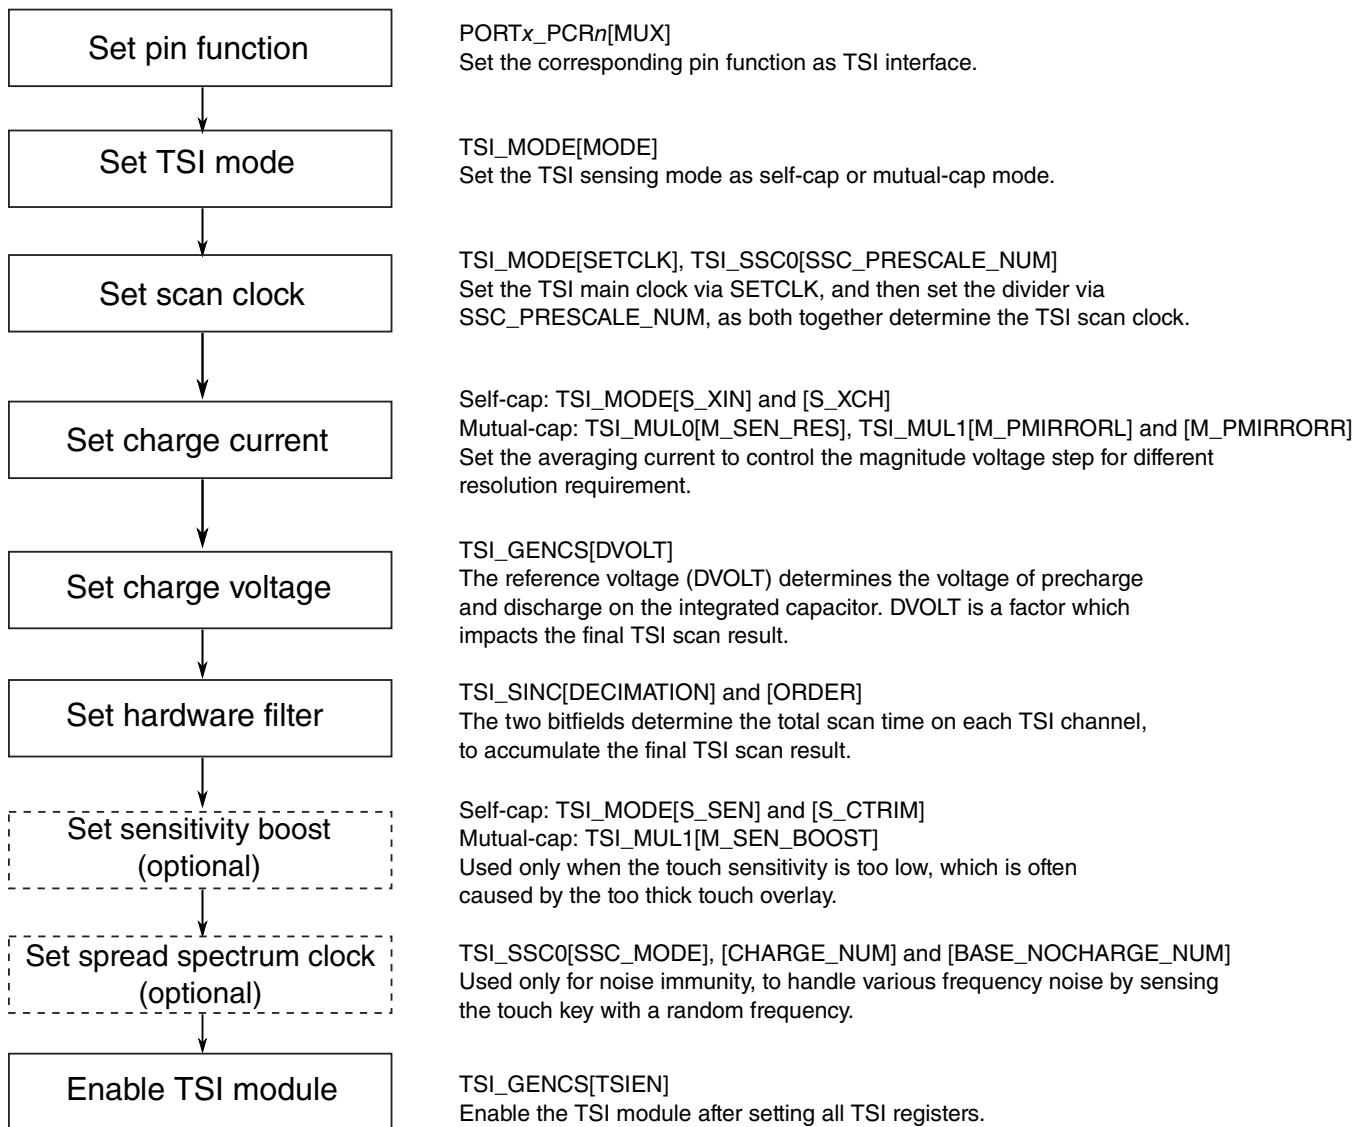 Set pin function
PORTx_PCRn[MUX]
Set the corresponding pin function as TSI interface.
Set TSI mode
TSI_MODE[MODE]
Set the TSI sensing mode as self-cap or mutual-cap mode.
Set scan clock
TSI_MODE[SETCLK], TSI_SSC0[SSC_PRESCALE_NUM]
Set the TSI main clock via SETCLK, and then set the divider via
SSC_PRESCALE_NUM, as both together determine the TSI scan clock.
Set charge current
Self-cap: TSI_MODE[S_XIN] and [S_XCH]
Mutual-cap: TSI_MUL0[M_SEN_RES], TSI_MUL1[M_PMIRRORL] and [M_PMIRRORR]
Set the averaging current to control the magnitude voltage step for different
resolution requirement.
Set charge voltage
TSI_GENCS[DVOLT]
The reference voltage (DVOLT) determines the voltage of precharge
and discharge on the integrated capacitor. DVOLT is a factor which
impacts the final TSI scan result.
Set hardware filter
TSI_SINC[DECIMATION] and [ORDER]
The two bitfields determine the total scan time on each TSI channel,
to accumulate the final TSI scan result.
Set sensitivity boost
(optional)
Self-cap: TSI_MODE[S_SEN] and [S_CTRIM]
Mutual-cap: TSI_MUL1[M_SEN_BOOST]
Used only when the touch sensitivity is too low, which is often
caused by the too thick touch overlay.
Set spread spectrum clock
(optional)
TSI_SSC0[SSC_MODE], [CHARGE_NUM] and [BASE_NOCHARGE_NUM]
Used only for noise immunity, to handle various frequency noise by sensing
the touch key with a random frequency.
Enable TSI module
TSI_GENCS[TSIEN]
Enable the TSI module after setting all TSI registers.